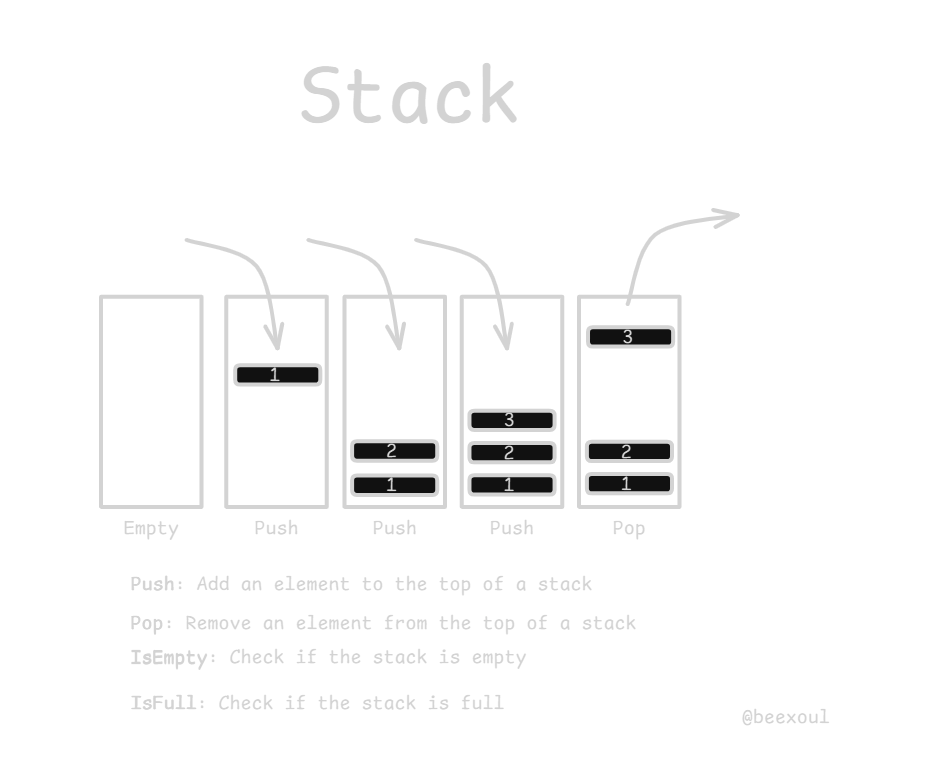 Stack
1
2
1
3
2
1
3
2
1
Empty
Push
Push
Push
Pop
Push: Add an element to the top of a stack
Pop: Remove an element from the top of a stack
IsEmpty: Check if the stack is empty
IsFull: Check if the stack is full
@beexoul